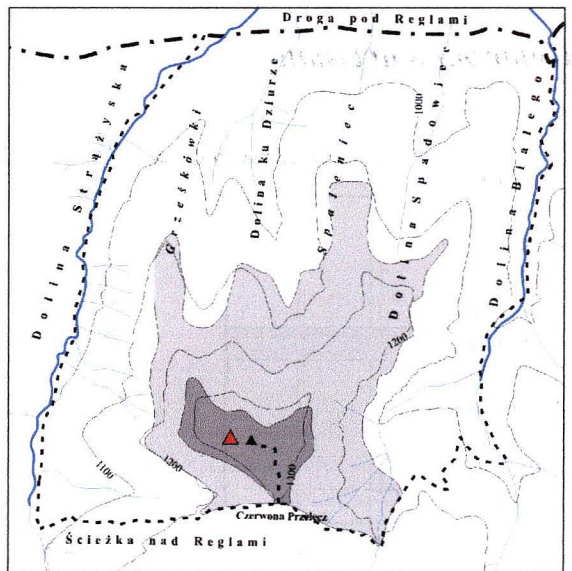 Droga pod Reglami
Dolina Strążyska
Grześkówki
Dolina ku Dziurze
Spaleniec
1000
Dolina Spadowiec
Dolina Białego
1200
1100
1200
1300
Czerwona Przełęcz
Ścieżka nad Reglami